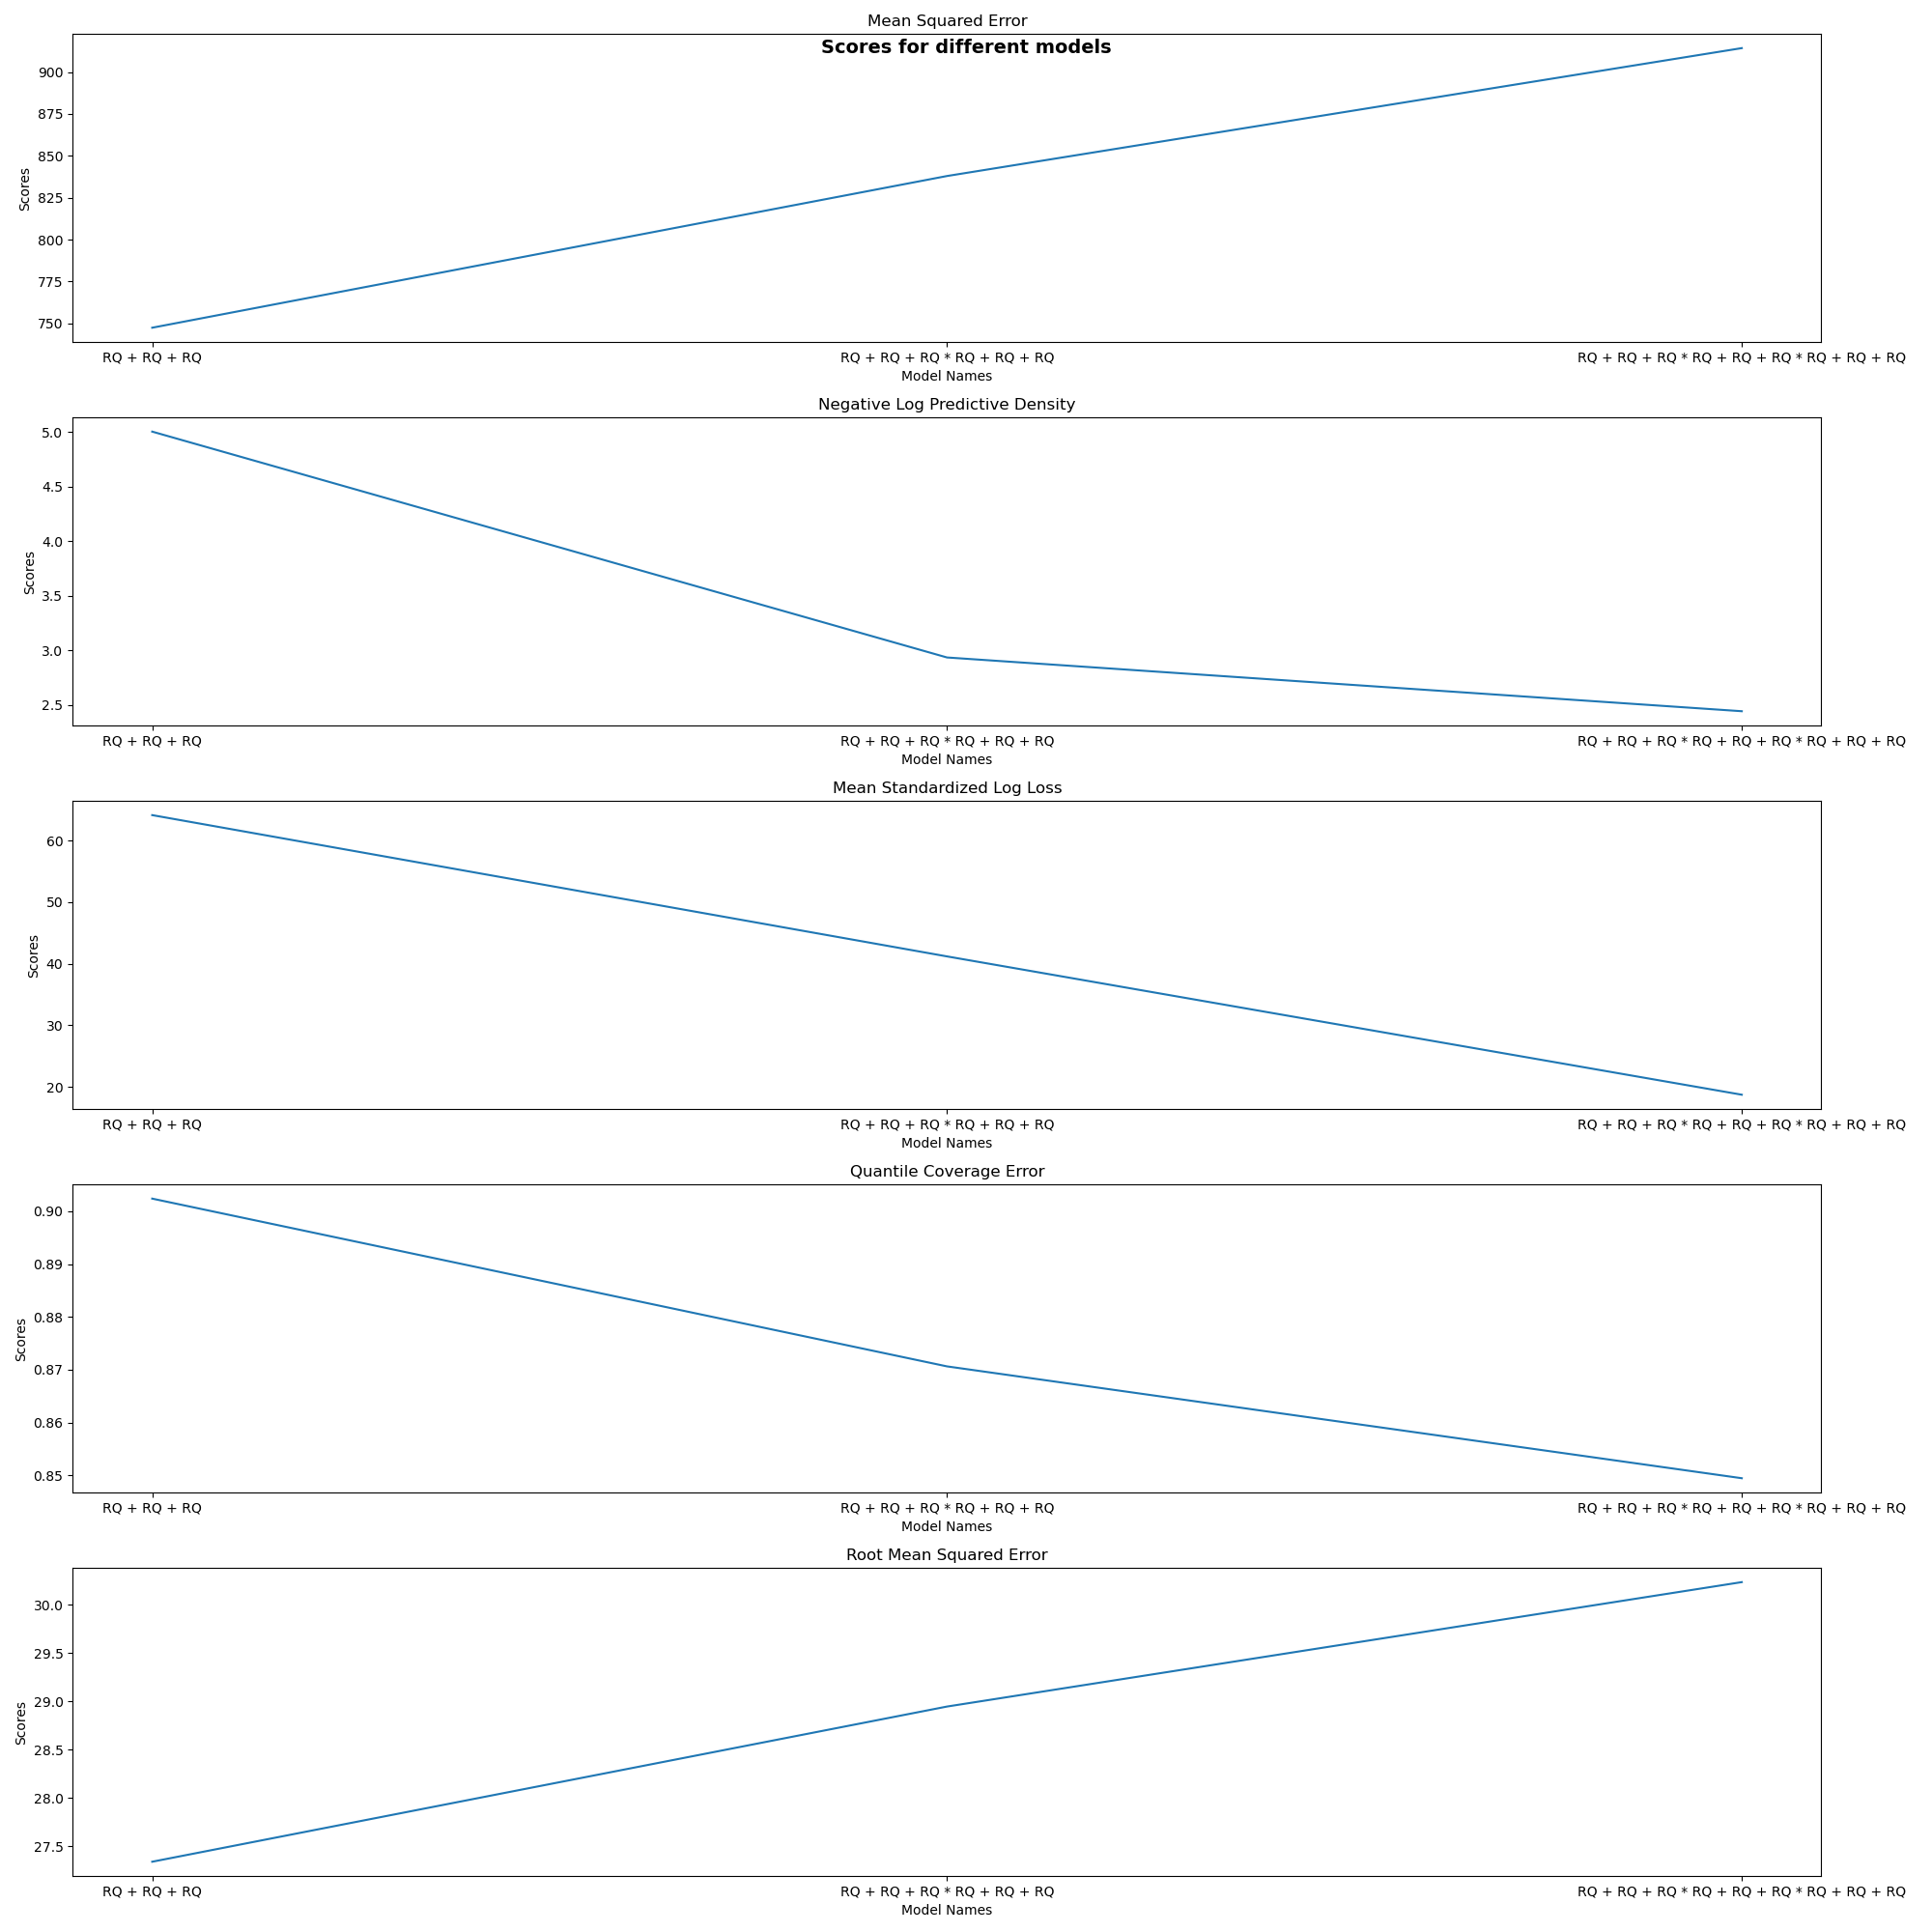 Mean Squared Error
Scores for different models
900
875
850
825
800
775
750
Scores
RQ + RQ + RQ
RQ + RQ + RQ * RQ + RQ + RQ
RQ + RQ + RQ * RQ + RQ + RQ * RQ + RQ + RQ
Model Names
Negative Log Predictive Density
5.0
4.5
4.0
3.5
3.0
2.5
Scores
RQ + RQ + RQ
RQ + RQ + RQ * RQ + RQ + RQ
RQ + RQ + RQ * RQ + RQ + RQ * RQ + RQ + RQ
Model Names
Mean Standardized Log Loss
60
50
40
30
20
Scores
RQ + RQ + RQ
RQ + RQ + RQ * RQ + RQ + RQ
RQ + RQ + RQ * RQ + RQ + RQ * RQ + RQ + RQ
Model Names
Quantile Coverage Error
0.90
0.89
0.88
0.87
0.86
0.85
Scores
RQ + RQ + RQ
RQ + RQ + RQ * RQ + RQ + RQ
RQ + RQ + RQ * RQ + RQ + RQ * RQ + RQ + RQ
Model Names
Root Mean Squared Error
30.0
29.5
29.0
28.5
28.0
27.5
Scores
RQ + RQ + RQ
RQ + RQ + RQ * RQ + RQ + RQ
RQ + RQ + RQ * RQ + RQ + RQ * RQ + RQ + RQ
Model Names